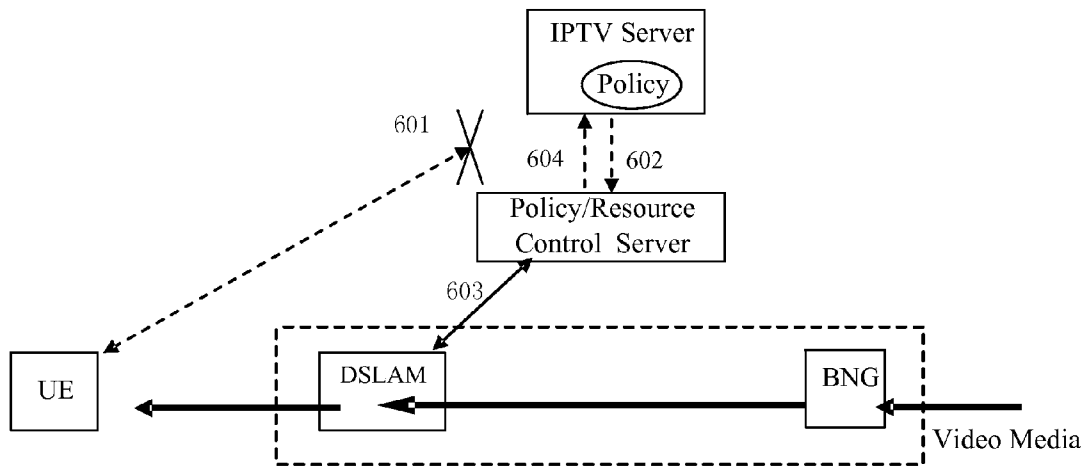 IPTV Server
Policy
601
604
602
Policy/Resource
Control Server
603
UE
DSLAM
BNG
Video Media